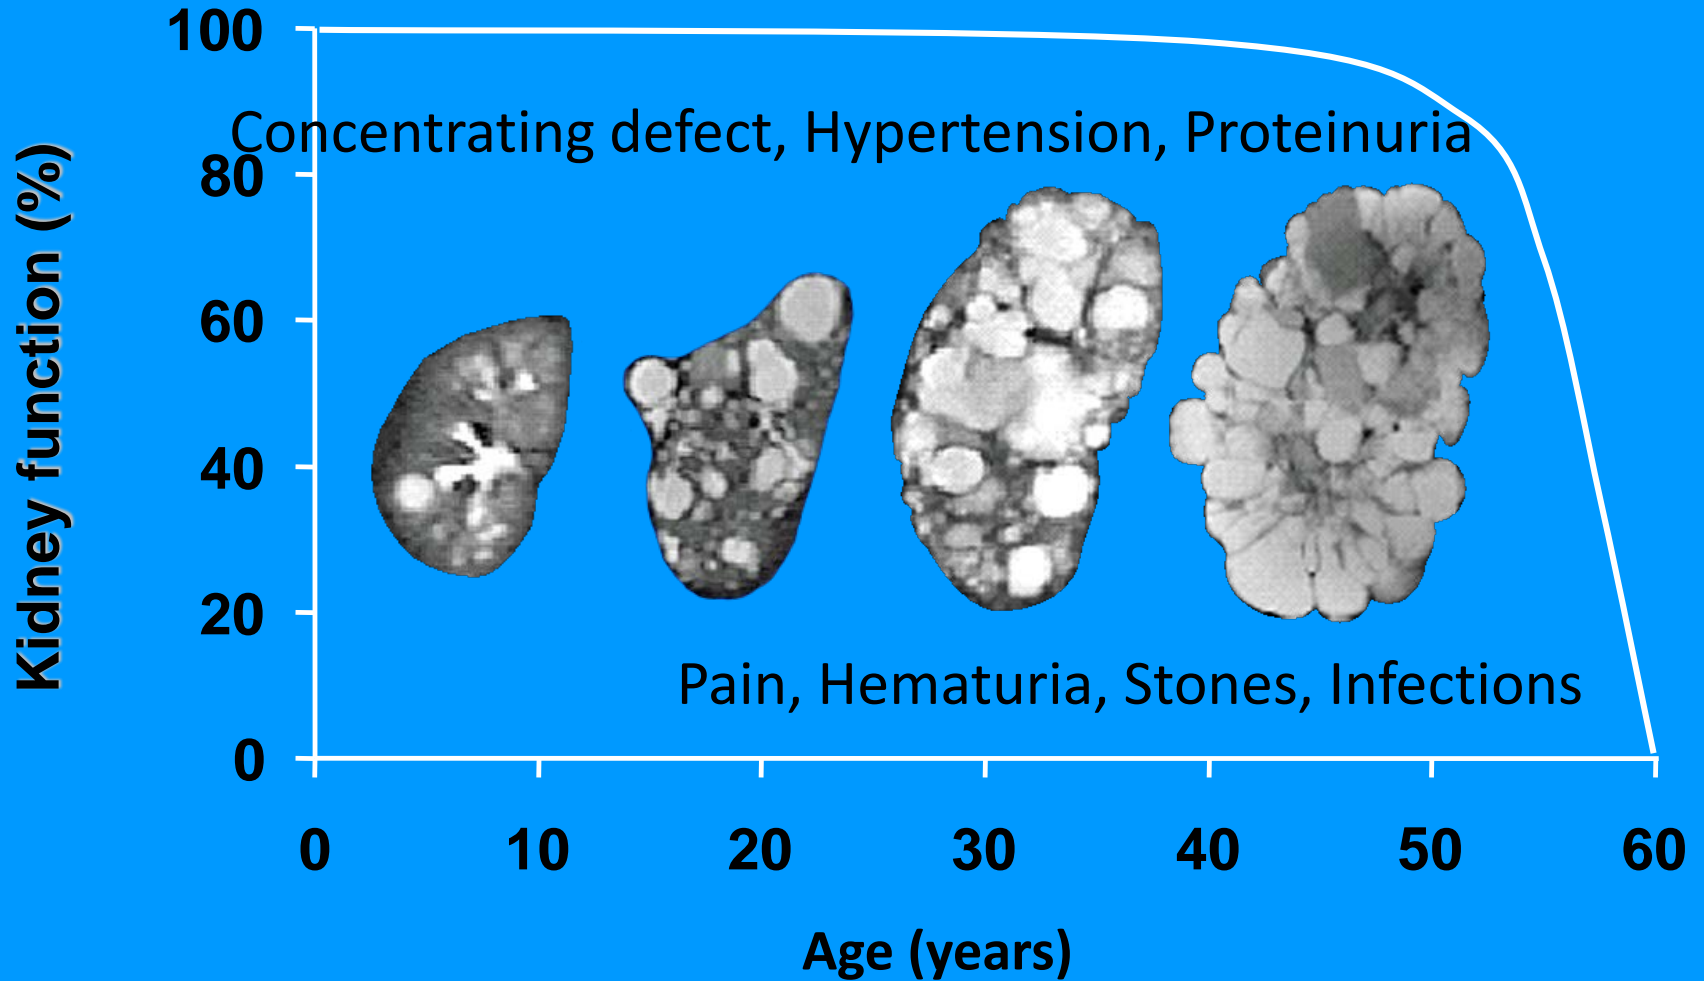 100
Concentrating defect, Hypertension, Proteinuria
80
60
40
20
0
Kidney function (%)
Pain, Hematuria, Stones, Infections
0 10 20 30 40 50 60
Age (years)